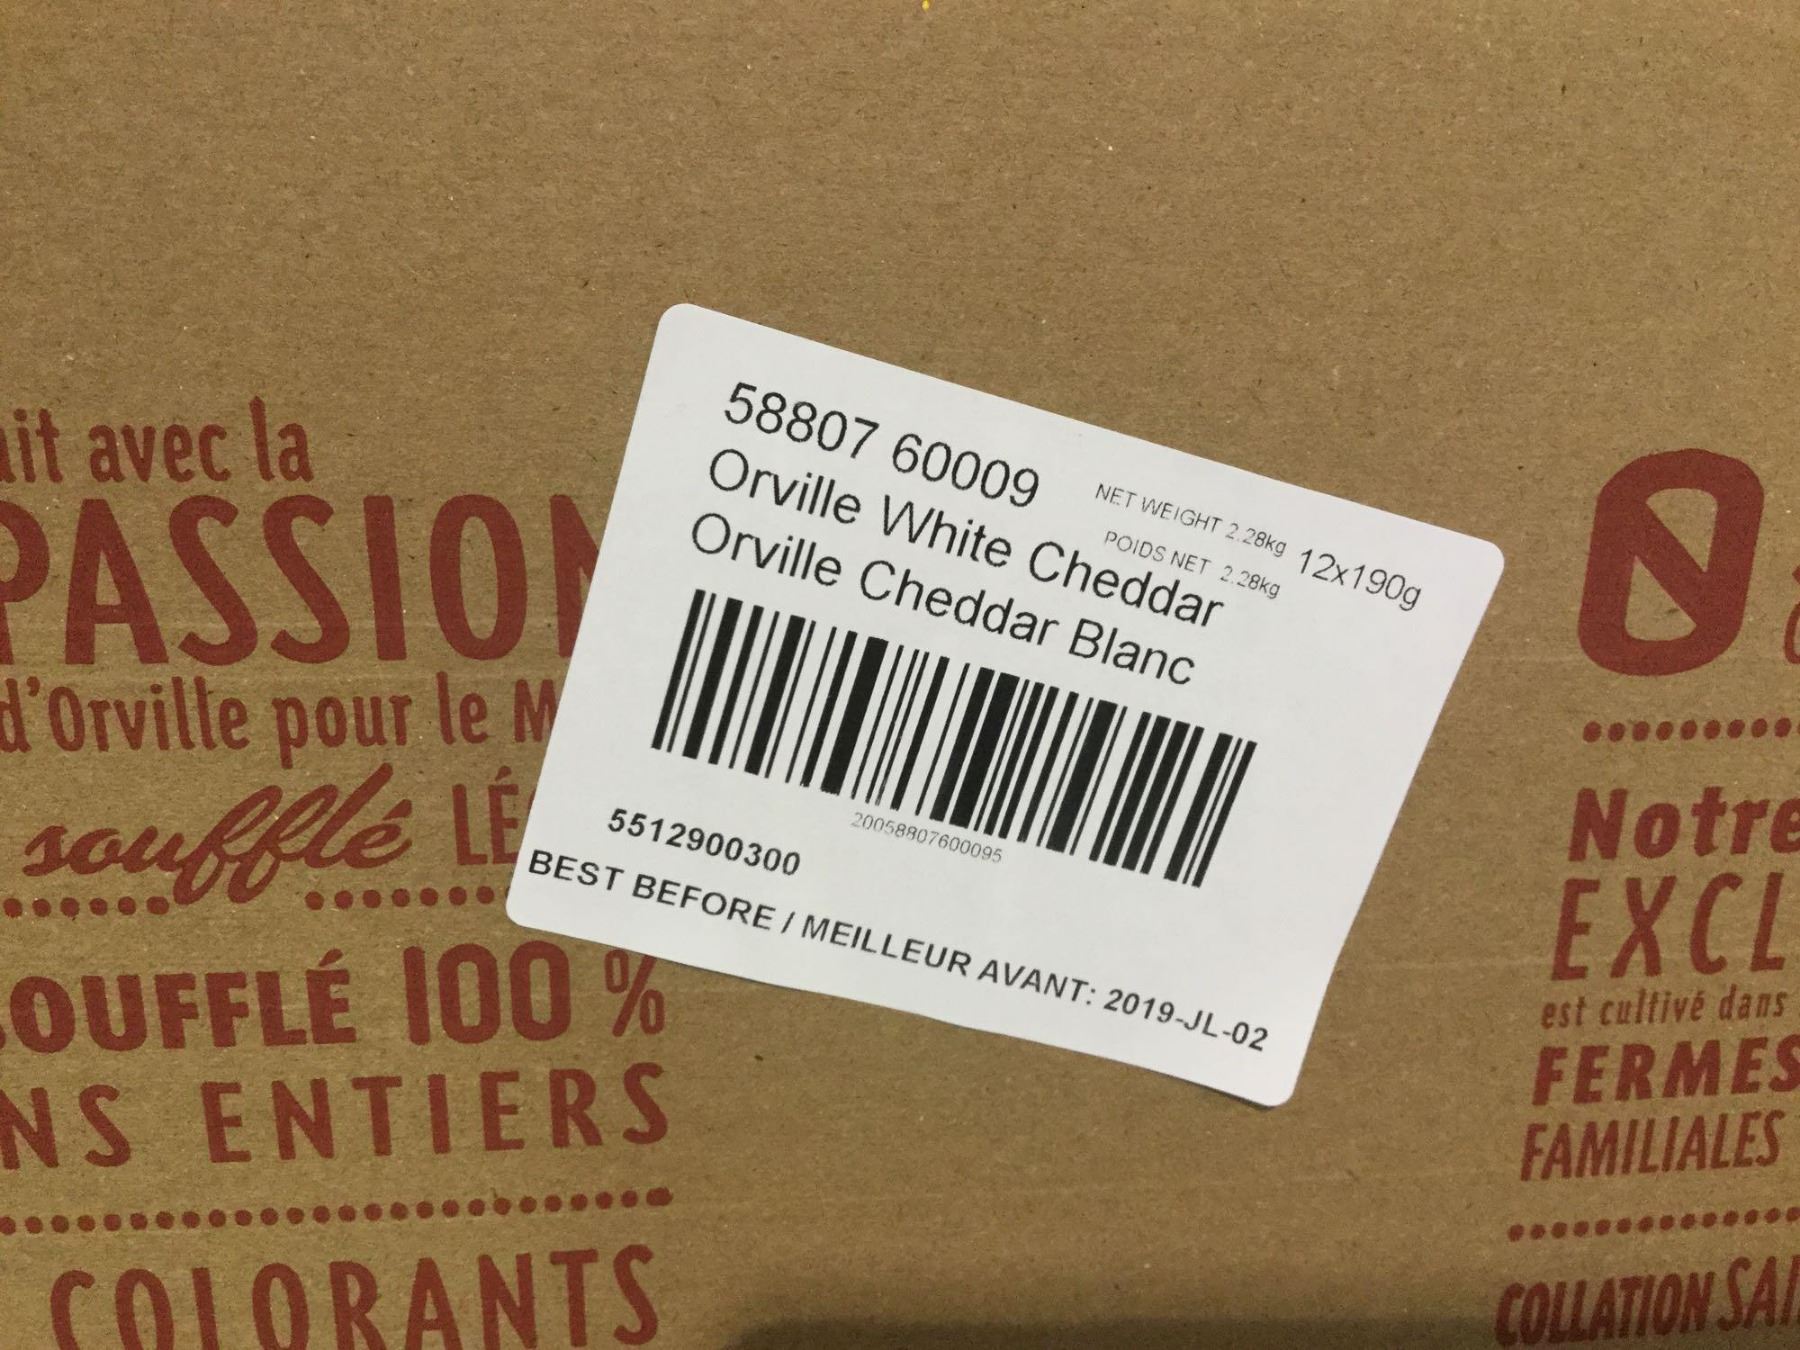 ait avec la
PASSION
d'Orville pour le M
soufflé LÉ
SOUFFLÉ 100 %
NS ENTIERS
COLORANTS
58807 60009
NET WEIGHT 2.28kg 12x190g
POIDS NET 2.28kg
Orville White Cheddar
Orville Cheddar Blanc
20058807600095
5512900300
BEST BEFORE / MEILLEUR AVANT: 2019-JL-02
0
Notre
EXCL
est cultivé dans
FERMES
FAMILIALES
COLLATION SAI